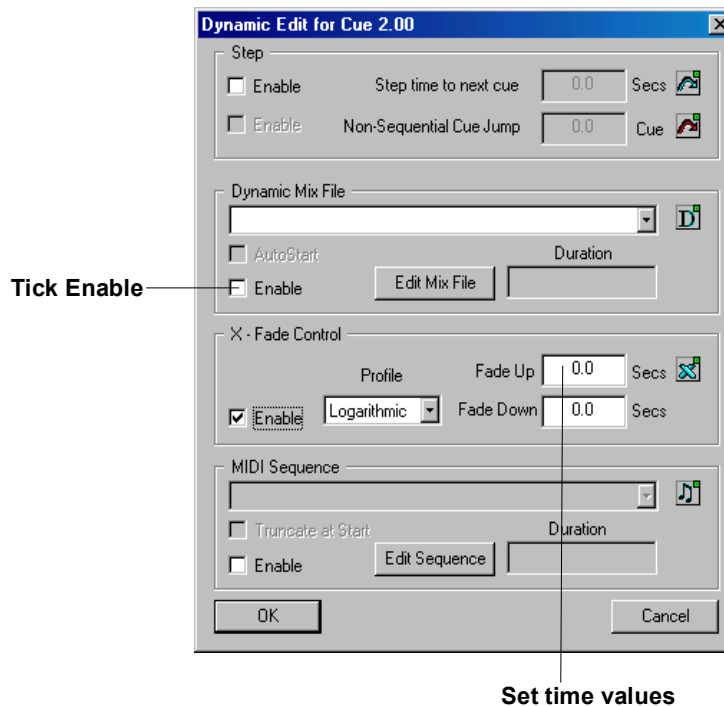 Dynamic Edit for Cue 2.00
Step
Enable Step time to next cue 0.0 Secs
Enable Non-Sequential Cue Jump 0.0 Cue
Dynamic Mix File
D
AutoStart Duration
Tick Enable Enable Edit Mix File
X - Fade Control
Profile Fade Up 0.0 Secs
Enable Logarithmic Fade Down 0.0 Secs
MIDI Sequence
Truncate at Start Duration
Enable Edit Sequence
OK Cancel
Set time values